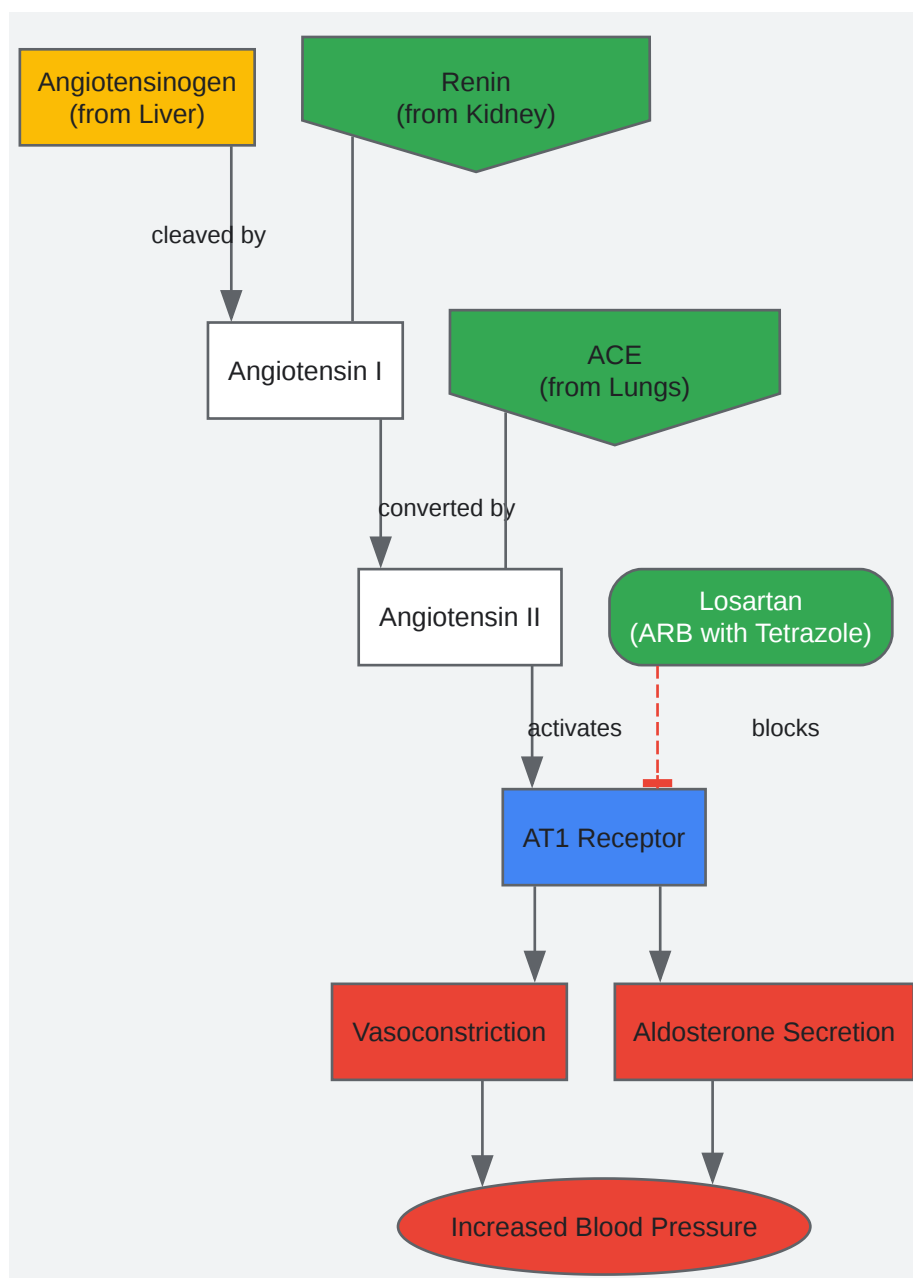 Angiotensinogen
(from Liver)
Renin
(from Kidney)
cleaved by
Angiotensin I
ACE
(from Lungs)
converted by
Angiotensin II
Losartan
(ARB with Tetrazole)
activates
blocks
AT1 Receptor
Vasoconstriction
Aldosterone Secretion
Increased Blood Pressure